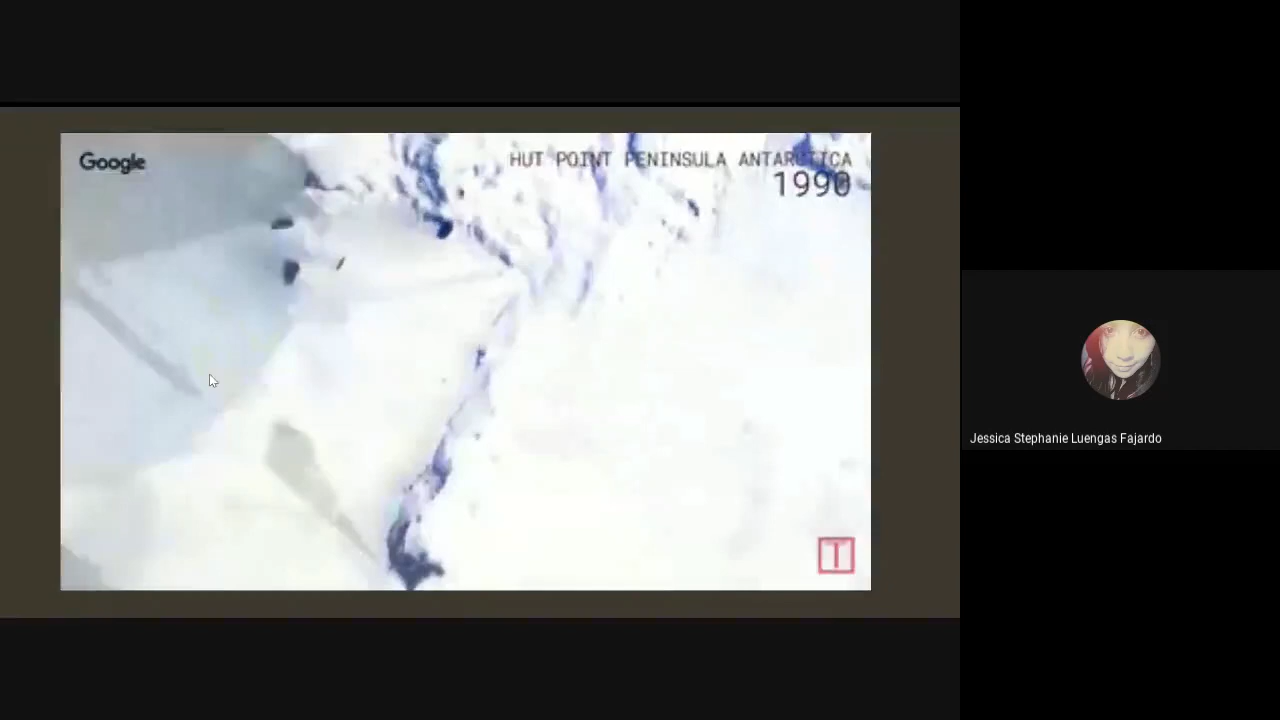 Google
HUT POINT PENINSULA ANTARCTICA
1990
T
Jessica Stephanie Luengas Fajardo